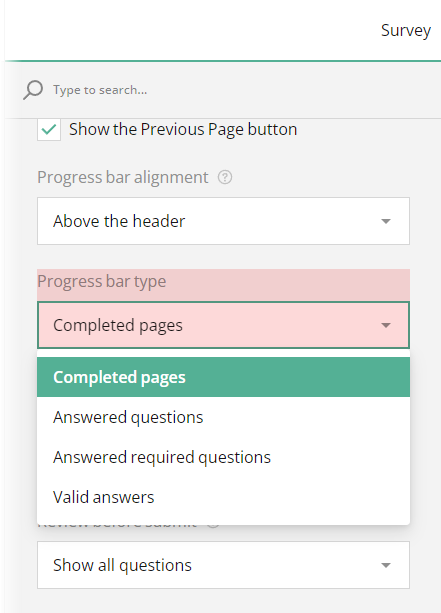 Survey
Type to search...
Show the Previous Page button
Progress bar alignment ?
Above the header
Progress bar type
Completed pages
Completed pages
Answered questions
Answered required questions
Valid answers
Review before submit
Show all questions